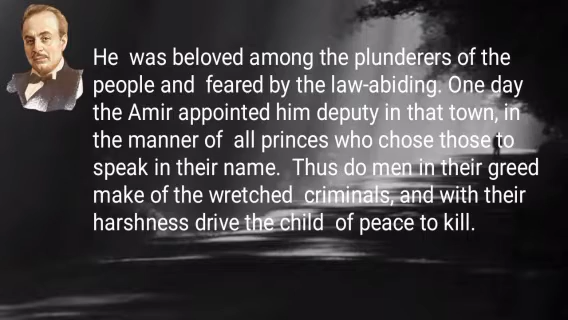 He  was beloved among the plunderers of the
people and  feared by the law-abiding. One day
the Amir appointed him deputy in that town, in
the manner of  all princes who chose those to
speak in their name.  Thus do men in their greed
make of the wretched  criminals, and with their
harshness drive the child  of peace to kill.